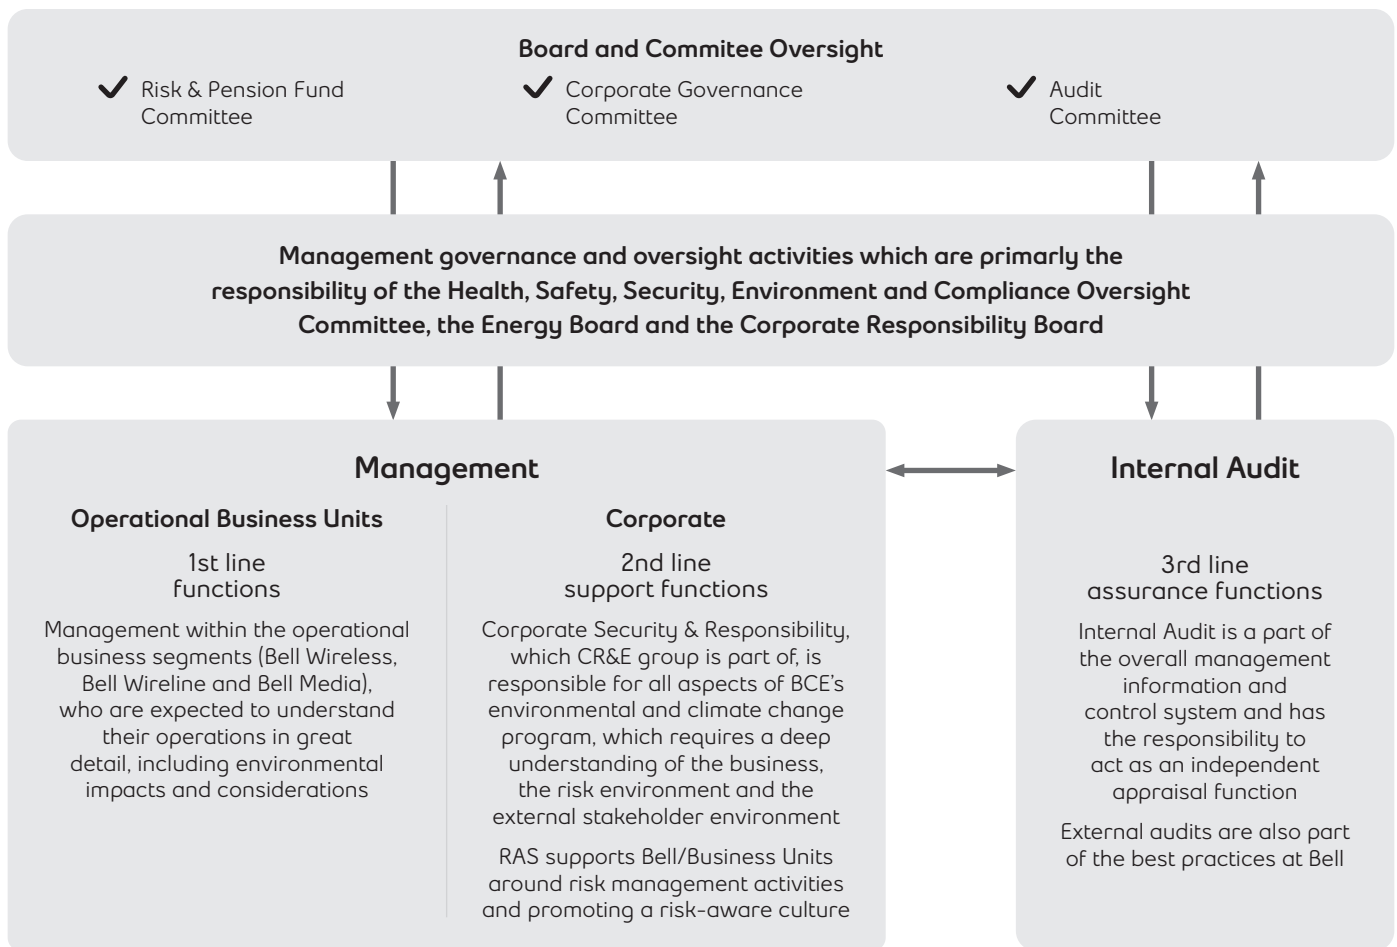 Board and Commitee Oversight
Risk & Pension Fund
Committee
Corporate Governance
Committee
Audit
Committee
Management governance and oversight activities which are primarily the
responsibility of the Health, Safety, Security, Environment and Compliance Oversight
Committee, the Energy Board and the Corporate Responsibility Board
Management
Operational Business Units
1st line
functions
Management within the operational
business segments (Bell Wireless,
Bell Wireline and Bell Media),
who are expected to understand
their operations in great
detail, including environmental
impacts and considerations
Corporate
2nd line
support functions
Corporate Security & Responsibility,
which CR&E group is part of, is
responsible for all aspects of BCE’s
environmental and climate change
program, which requires a deep
understanding of the business,
the risk environment and the
external stakeholder environment
RAS supports Bell/Business Units
around risk management activities
and promoting a risk-aware culture
Internal Audit
3rd line
assurance functions
Internal Audit is a part of
the overall management
information and
control system and has
the responsibility to
act as an independent
appraisal function
External audits are also part
of the best practices at Bell